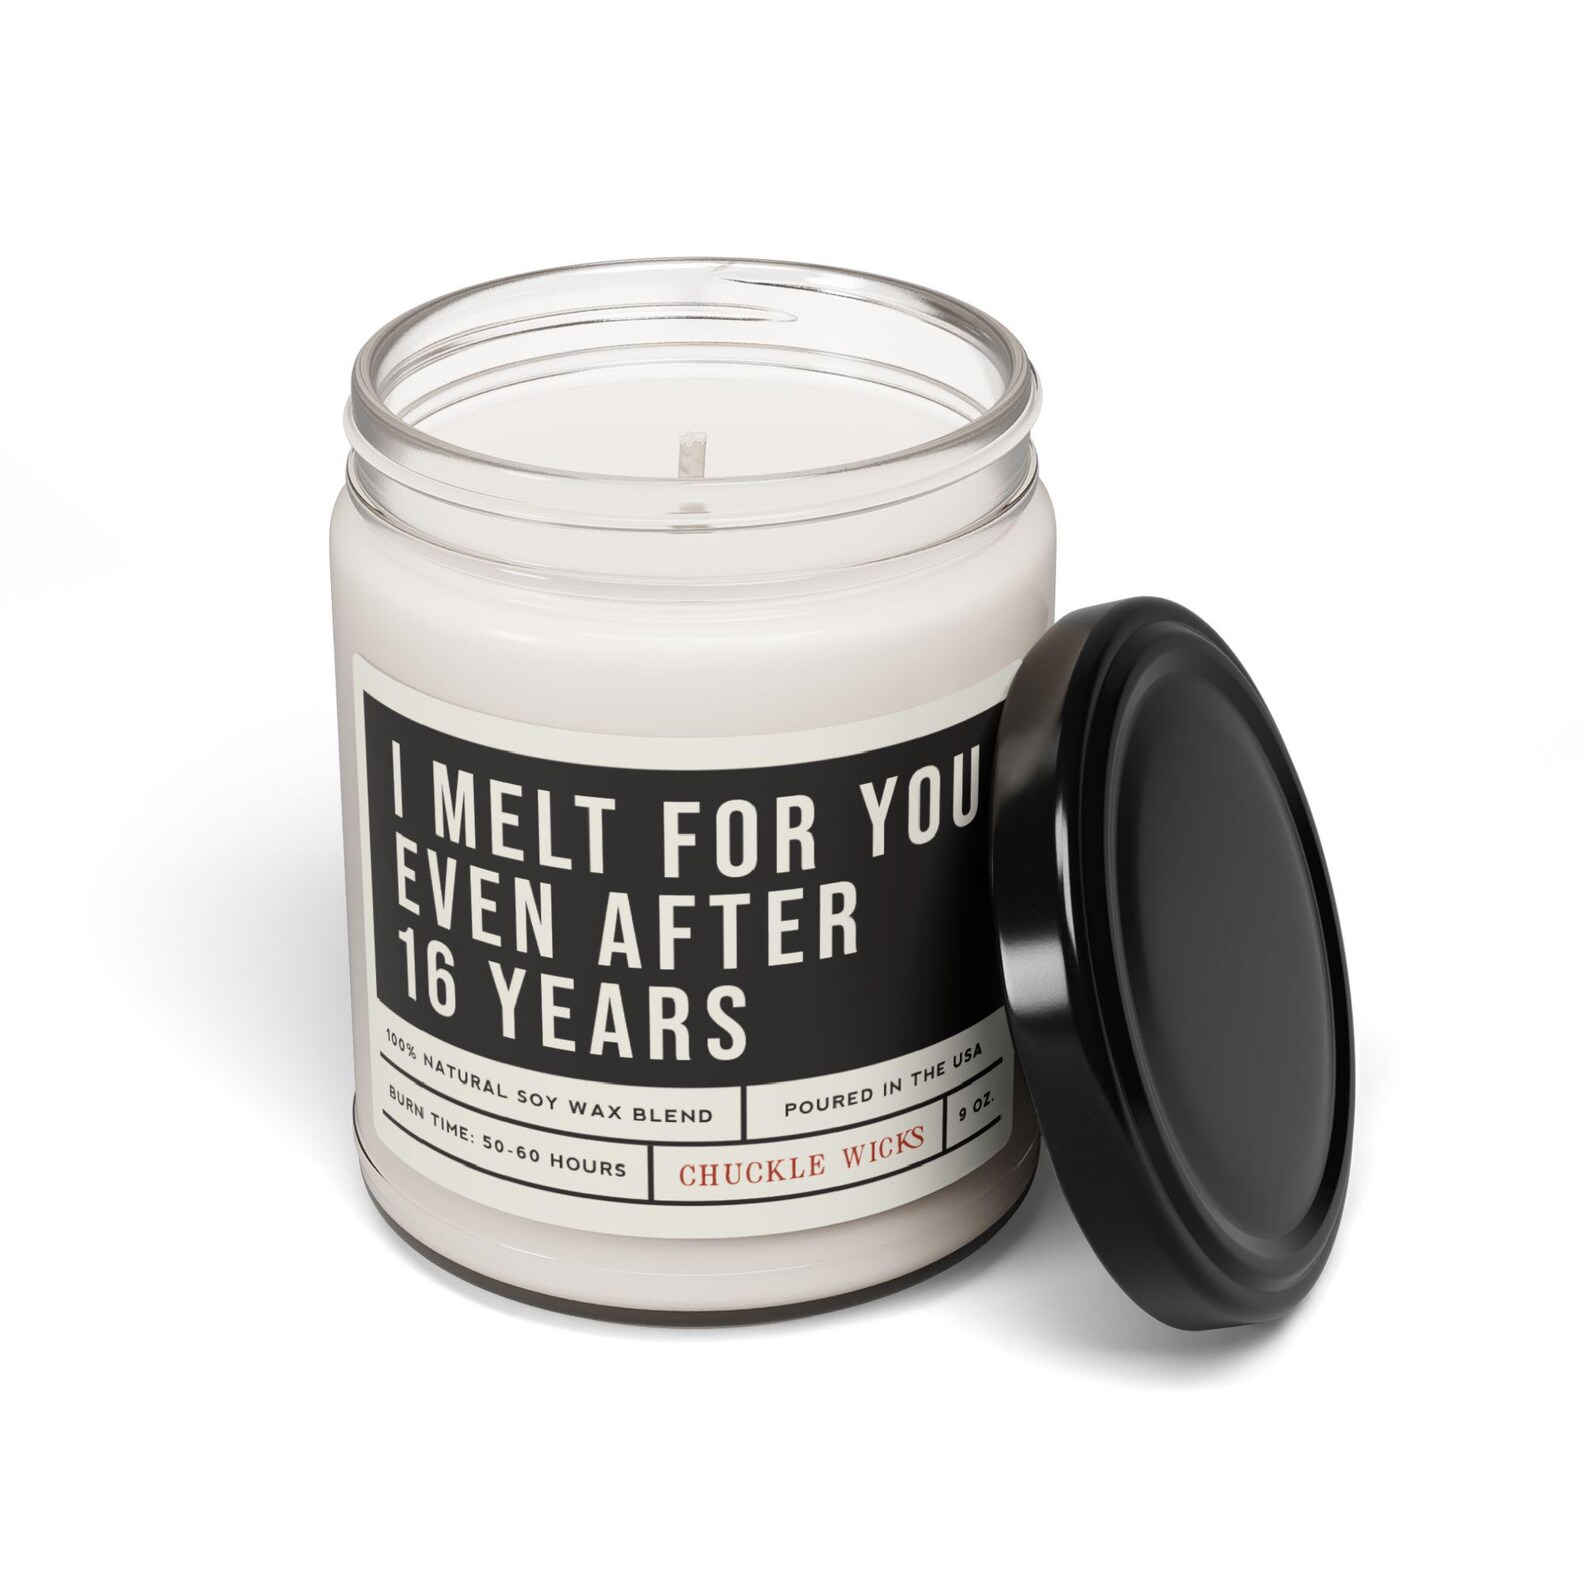 I MELT FOR YOU
EVEN AFTER
16 YEARS
100% NATURAL SOY WAX BLEND
POURED IN THE USA
BURN TIME: 50-60 HOURS
CHUCKLE WICKS
9 OZ.